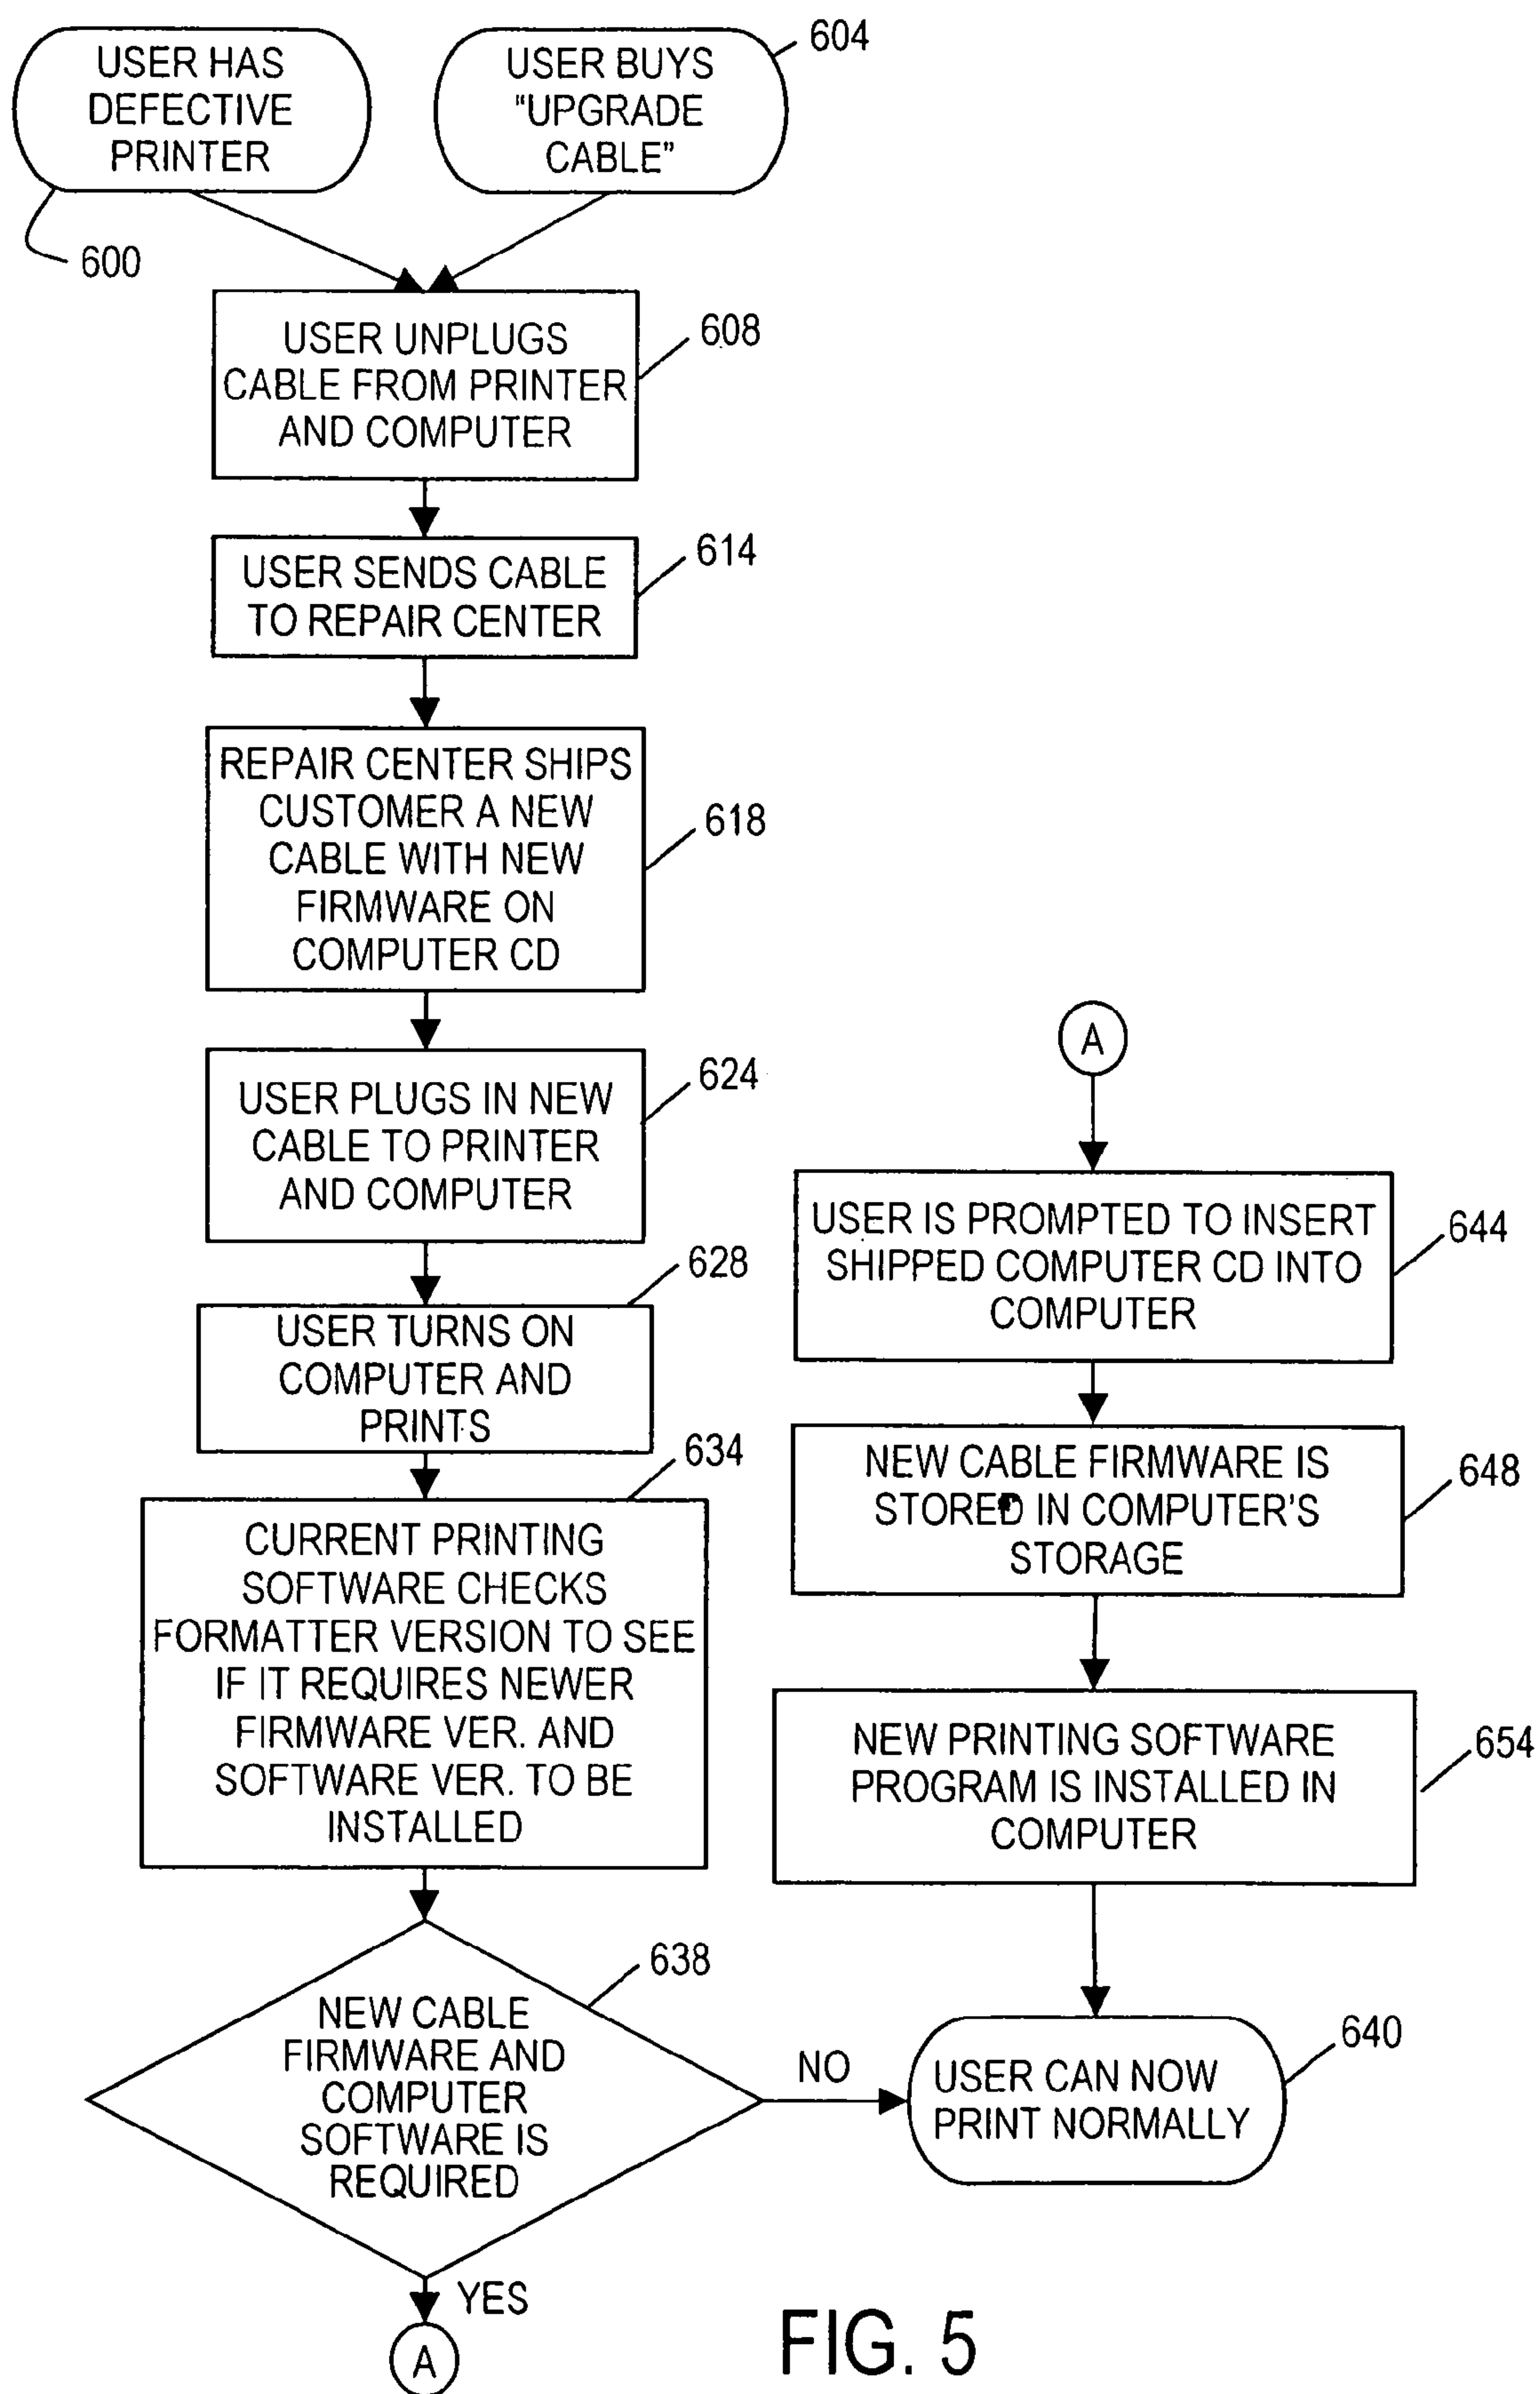 USER HAS
DEFECTIVE
PRINTER
600
USER BUYS
"UPGRADE
CABLE"
604
USER UNPLUGS
CABLE FROM PRINTER
AND COMPUTER
608
USER SENDS CABLE
TO REPAIR CENTER
614
REPAIR CENTER SHIPS
CUSTOMER A NEW
CABLE WITH NEW
FIRMWARE ON
COMPUTER CD
618
USER PLUGS IN NEW
CABLE TO PRINTER
AND COMPUTER
624
USER TURNS ON
COMPUTER AND
PRINTS
628
CURRENT PRINTING
SOFTWARE CHECKS
FORMATTER VERSION TO SEE
IF IT REQUIRES NEWER
FIRMWARE VER. AND
SOFTWARE VER. TO BE
INSTALLED
634
NEW CABLE
FIRMWARE AND
COMPUTER
SOFTWARE IS
REQUIRED
638
NO
YES
A
A
USER IS PROMPTED TO INSERT
SHIPPED COMPUTER CD INTO
COMPUTER
644
NEW CABLE FIRMWARE IS
STORED IN COMPUTER'S
STORAGE
648
NEW PRINTING SOFTWARE
PROGRAM IS INSTALLED IN
COMPUTER
654
USER CAN NOW
PRINT NORMALLY
640
FIG. 5